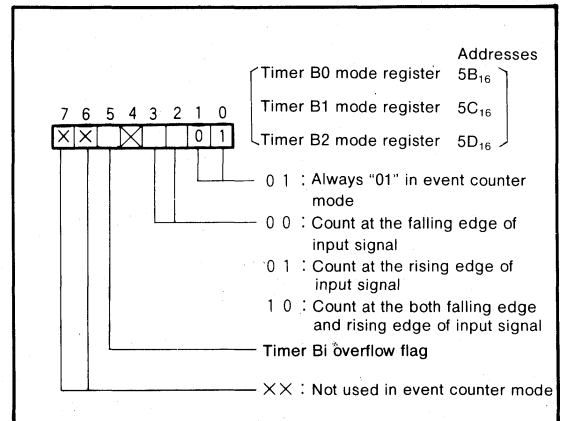 Addresses
Timer B0 mode register 5B₁₆
Timer B1 mode register 5C₁₆
Timer B2 mode register 5D₁₆
7 6 5 4 3 2 1 0
× × × 0 1
0 1 : Always "01" in event counter
mode
0 0 : Count at the falling edge of
input signal
0 1 : Count at the rising edge of
input signal
1 0 : Count at the both falling edge
and rising edge of input signal
Timer Bi overflow flag
×× : Not used in event counter mode